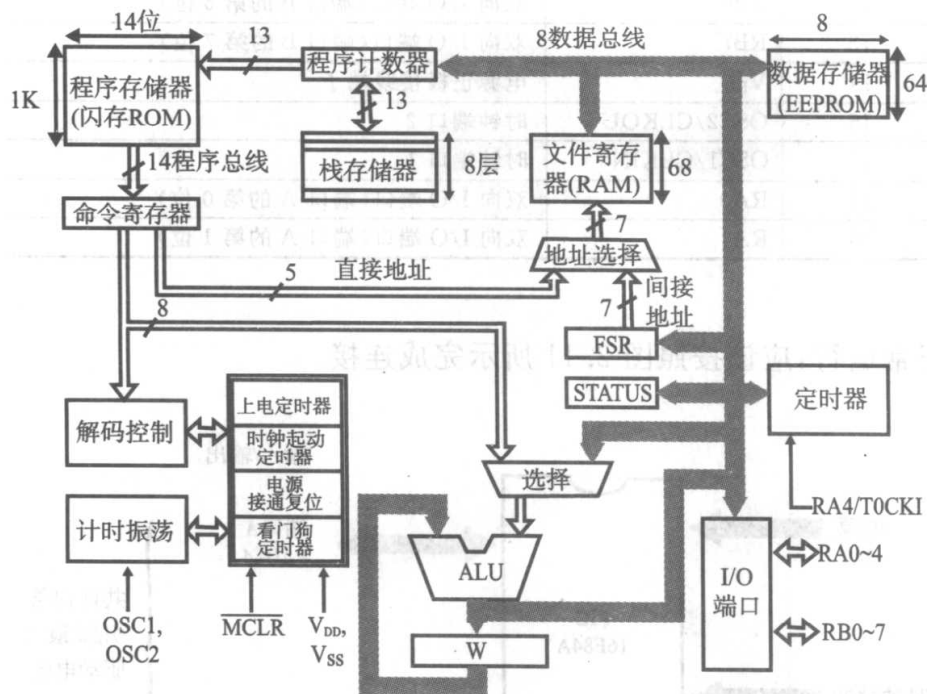 14位
13
8数据总线
8
1K
程序存储器
(闪存ROM)
程序计数器
数据存储器
(EEPROM)
64
13
14程序总线
栈存储器
8层
文件寄存
器(RAM)
68
命令寄存器
7
地址选择
5
直接地址
7
间接
地址
8
FSR
STATUS
定时器
解码控制
上电定时器
时钟起动
定时器
电源
接通复位
看门狗
定时器
计时振荡
选择
ALU
W
RA4/T0CKI
I/O
端口
RA0~4
RB0~7
OSC1,
OSC2
MCLR
VDD,
VSS
16F84A